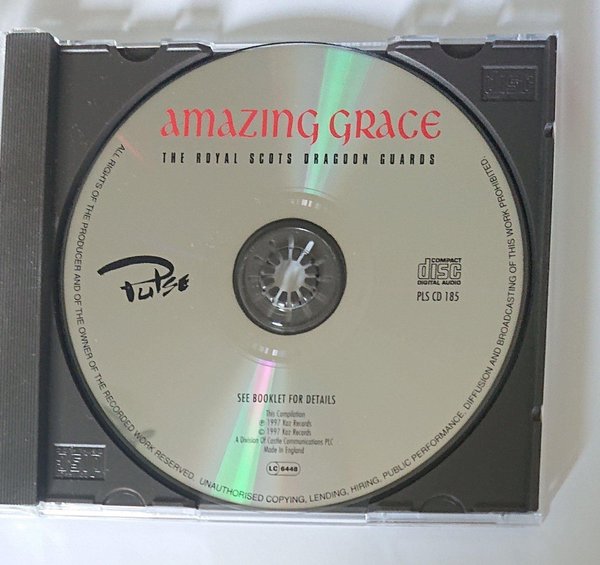 AMAZING GRACE
THE ROYAL SCOTS DRAGOON GUARDS
PULSE
COMPACT
disc
DIGITAL AUDIO
PLS CD 185
SEE BOOKLET FOR DETAILS
This Compilation
℗ 1997 Kaz Records
© 1997 Kaz Records
A Division Of Castle Communications PLC
Made In England
LC 6448
ALL RIGHTS OF THE PRODUCER AND OF THE OWNER OF THE RECORDED WORK RESERVED. UNAUTHORISED COPYING, LENDING, HIRING, PUBLIC PERFORMANCE, DIFFUSION AND BROADCASTING OF THIS WORK PROHIBITED.